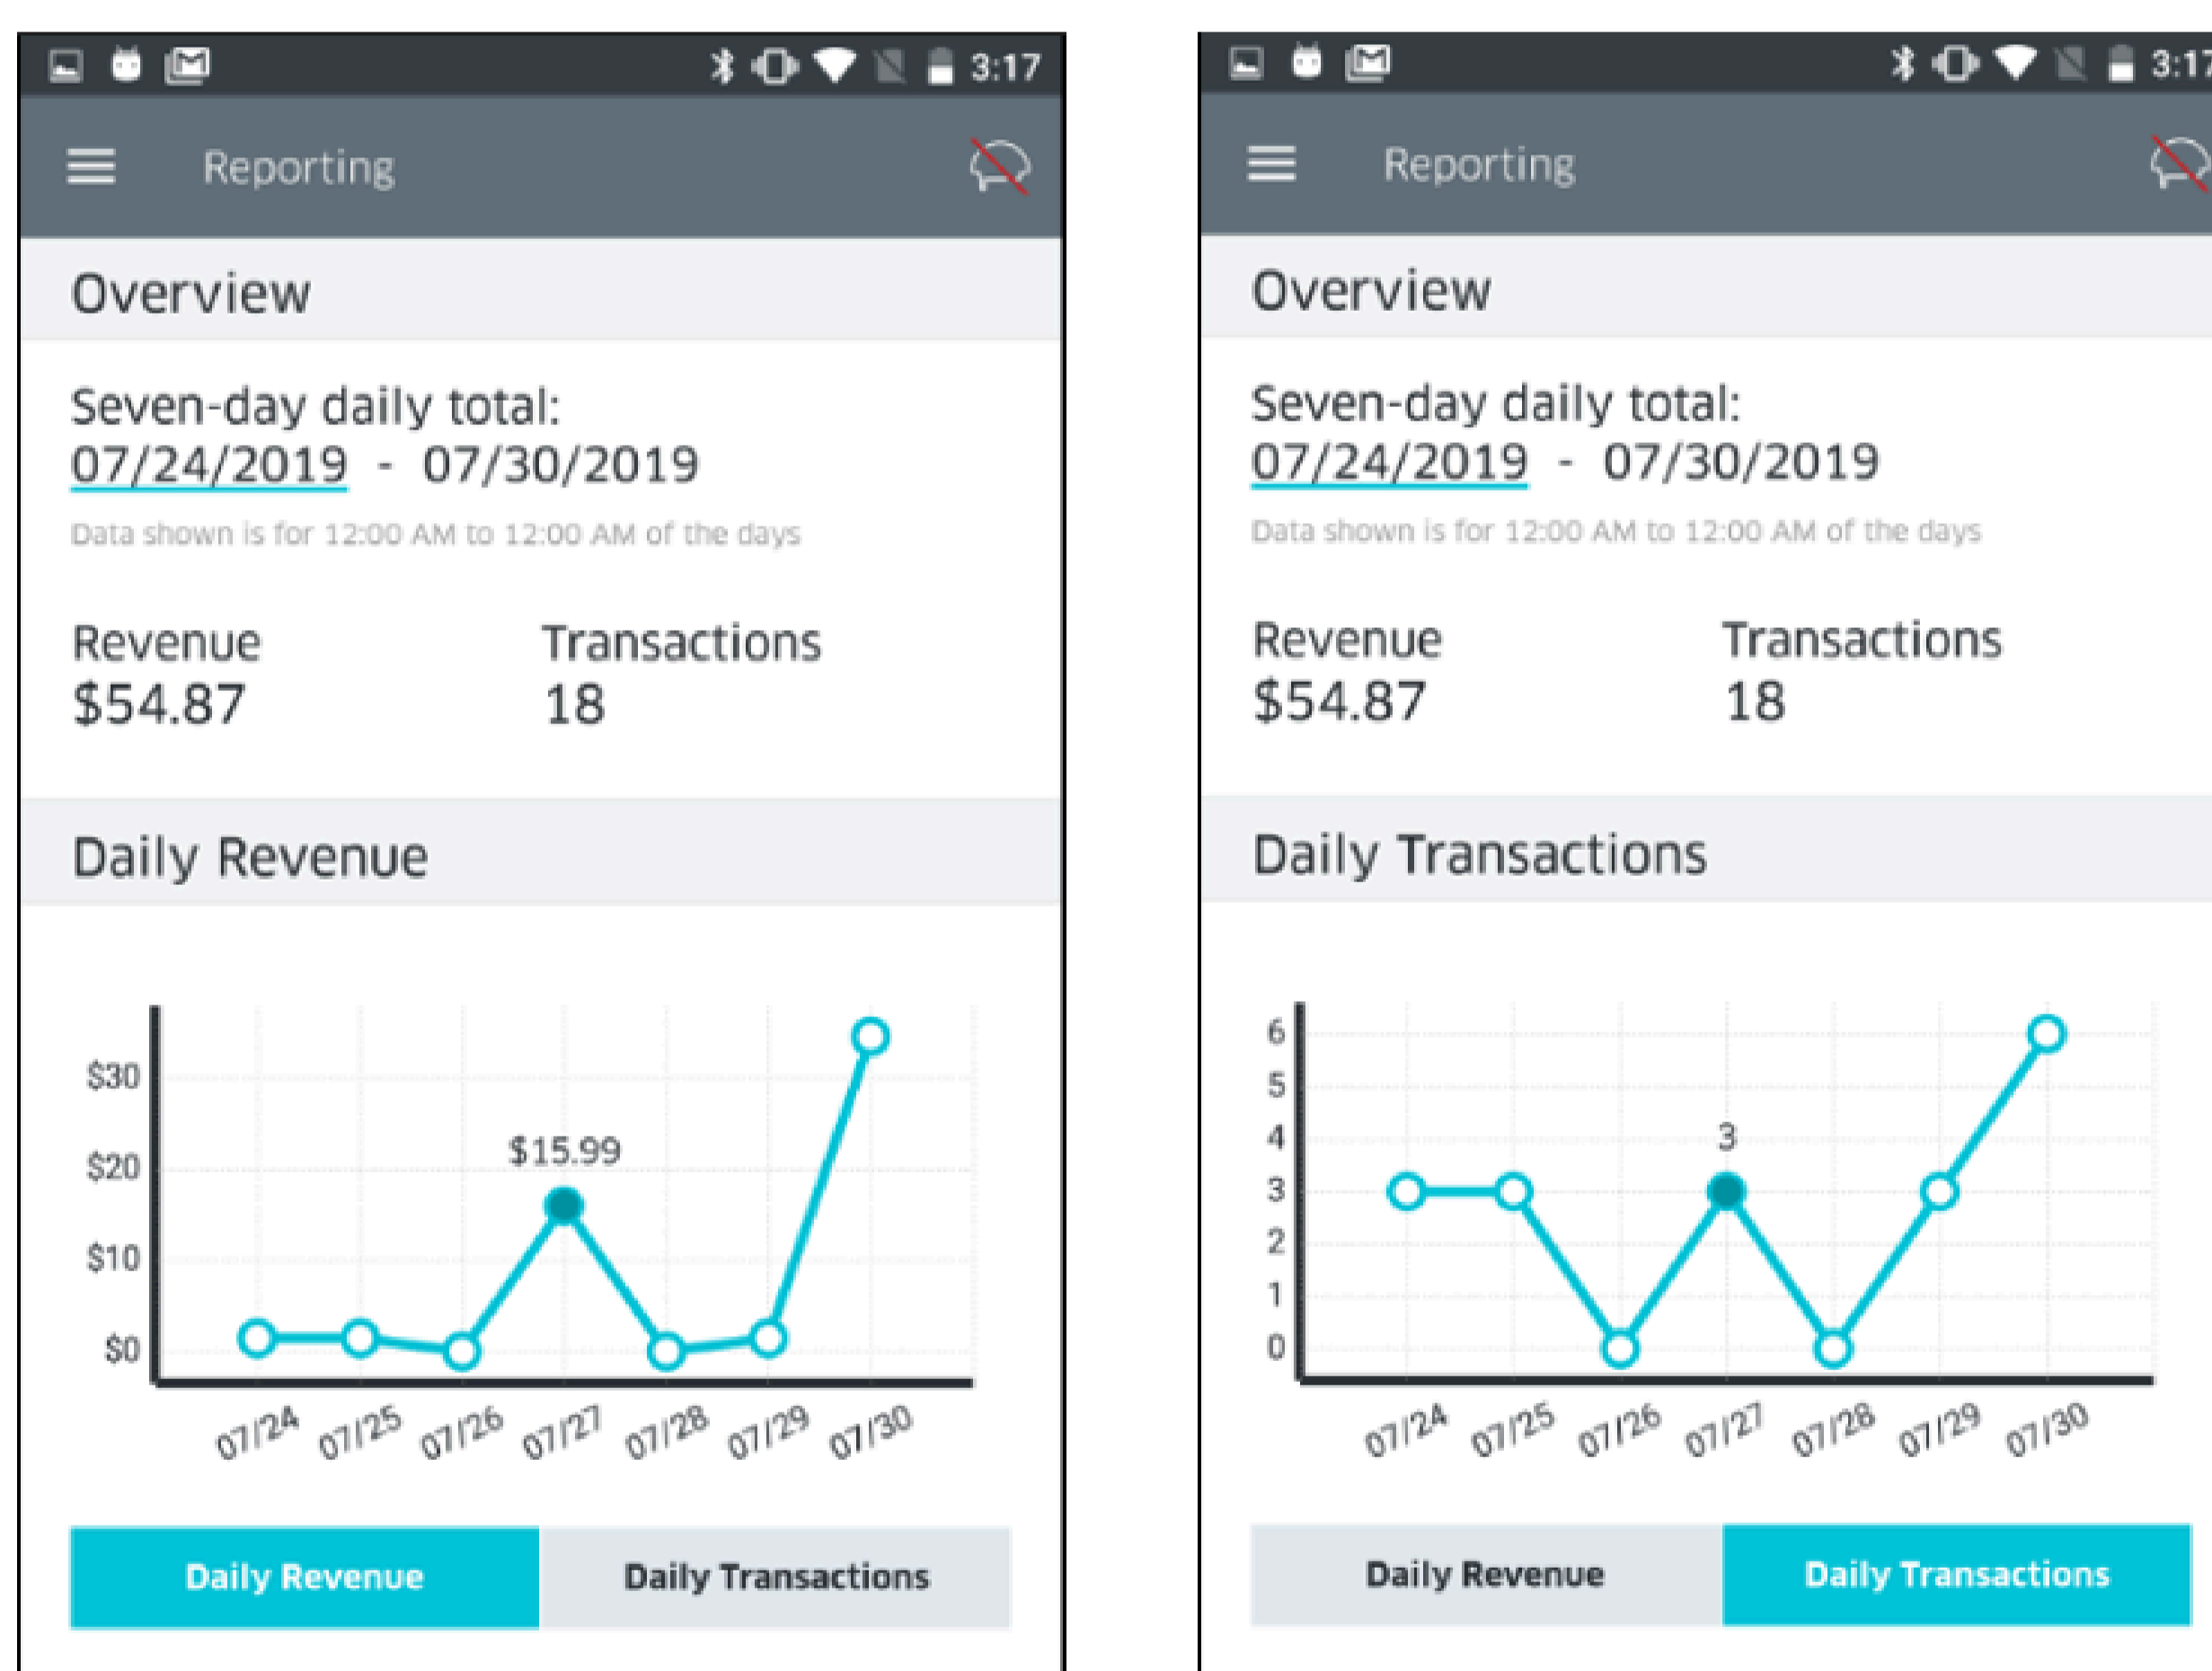 3:17
Reporting
Overview
Seven-day daily total:
07/24/2019 - 07/30/2019
Data shown is for 12:00 AM to 12:00 AM of the days
Revenue Transactions
$54.87 18
Daily Revenue
$30
$20
$10
$0
$15.99
07/24 07/25 07/26 07/27 07/28 07/29 07/30
Daily Revenue Daily Transactions
3:17
Reporting
Overview
Seven-day daily total:
07/24/2019 - 07/30/2019
Data shown is for 12:00 AM to 12:00 AM of the days
Revenue Transactions
$54.87 18
Daily Transactions
6
5
4
3
2
1
0
3
07/24 07/25 07/26 07/27 07/28 07/29 07/30
Daily Revenue Daily Transactions